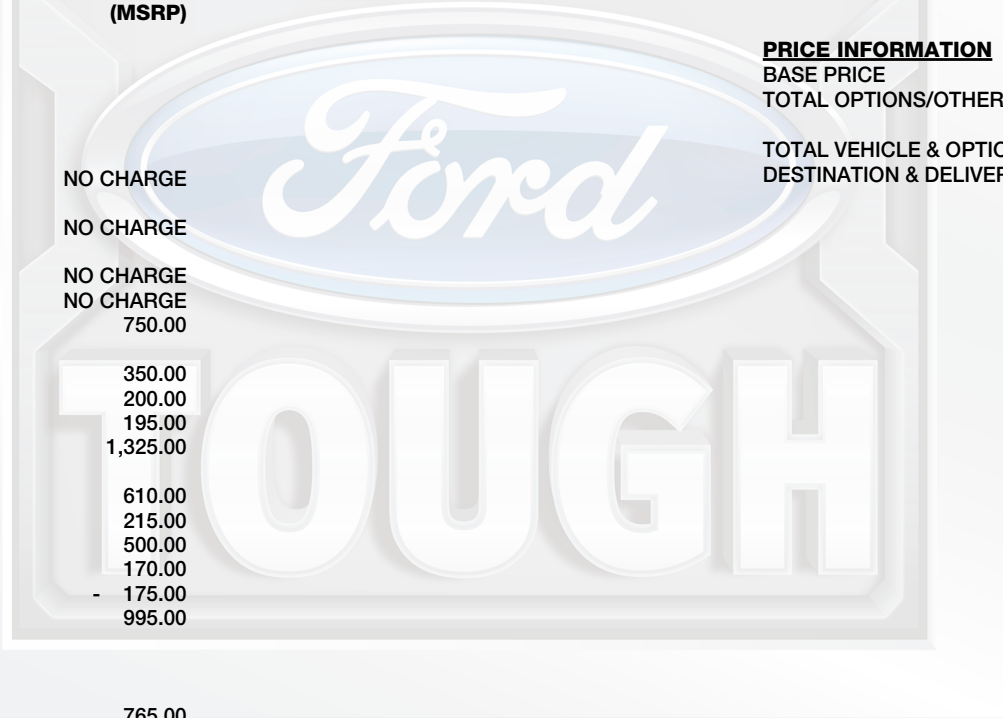 (MSRP)
PRICE INFORMATION
BASE PRICE
TOTAL OPTIONS/OTHER
TOTAL VEHICLE & OPTIO
DESTINATION & DELIVER
NO CHARGE
NO CHARGE
NO CHARGE
NO CHARGE
750.00
350.00
200.00
195.00
1,325.00
610.00
215.00
500.00
170.00
- 175.00
995.00
765.00
Ford
TOUGH